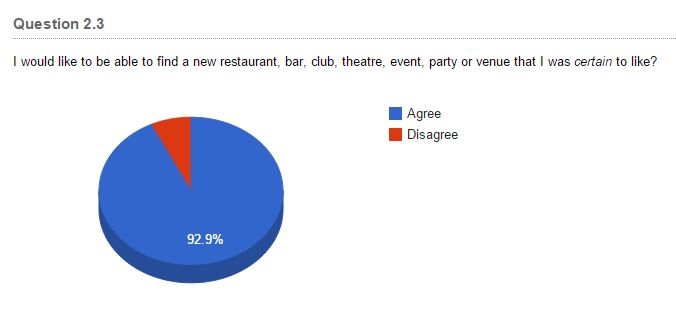 Question 2.3
I would like to be able to find a new restaurant, bar, club, theatre, event, party or venue that I was certain to like?
Agree
Disagree
92.9%